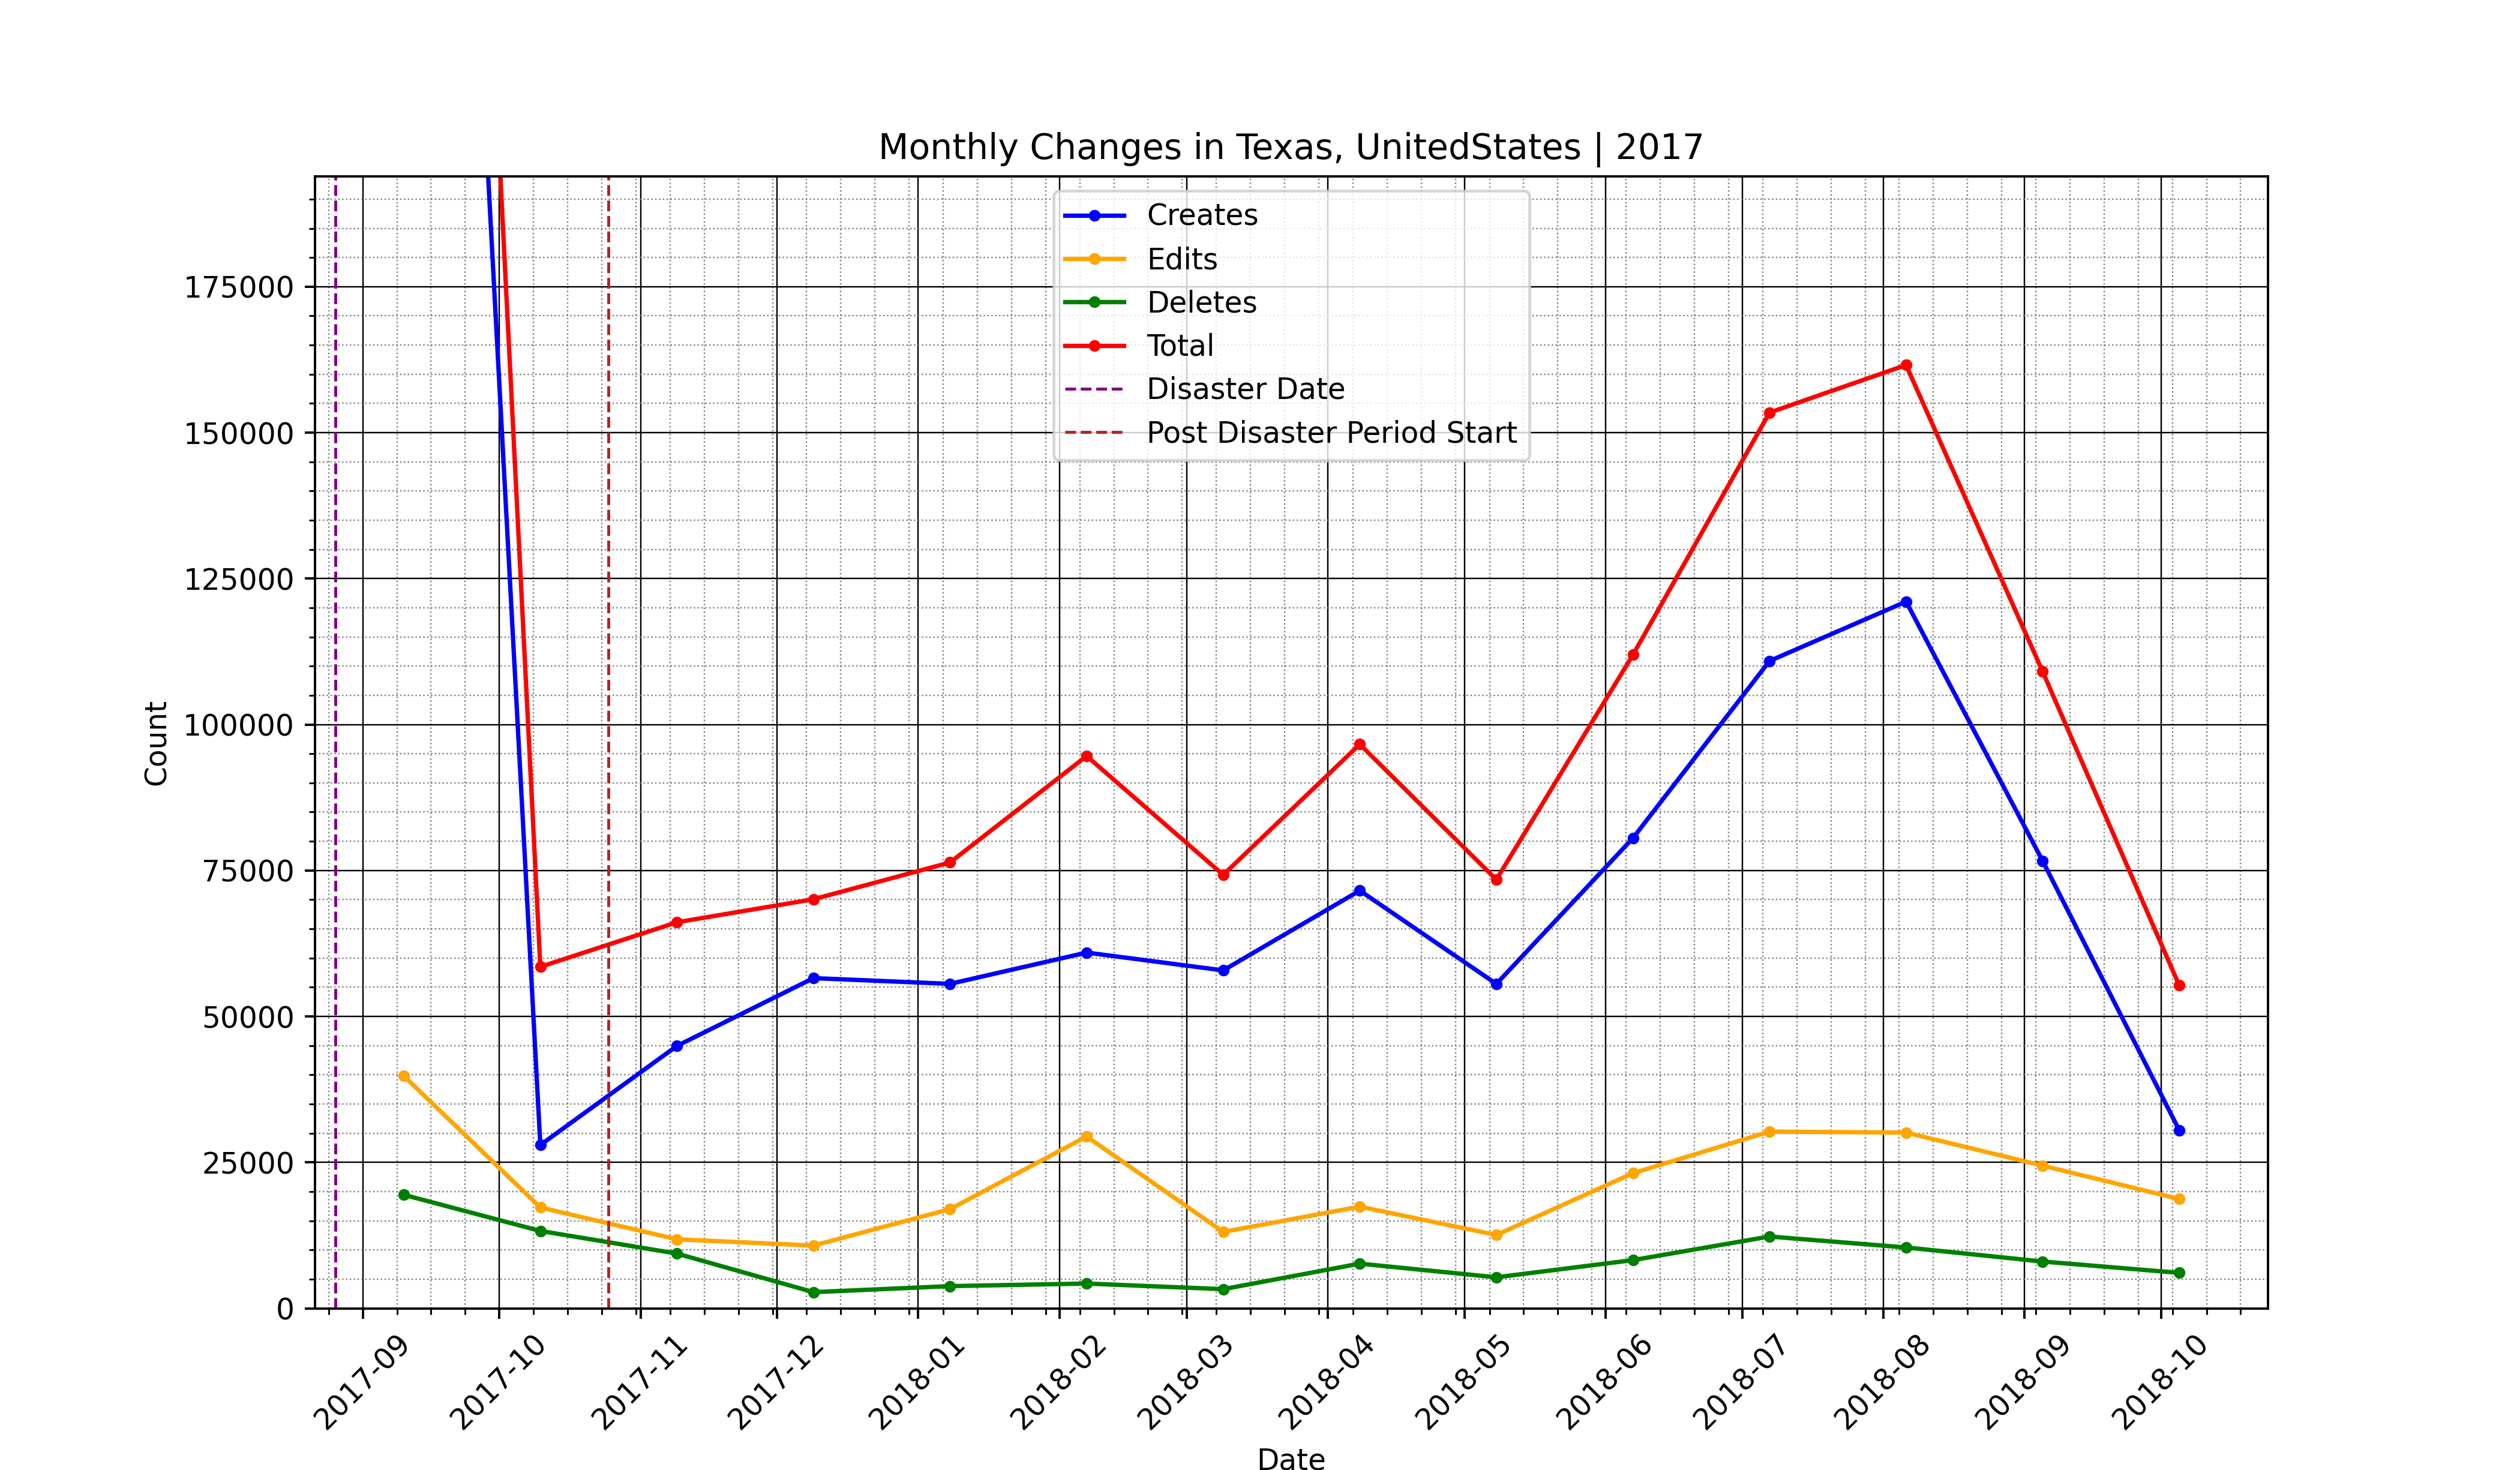 Monthly Changes in Texas, UnitedStates | 2017
Creates
Edits
Deletes
Total
Disaster Date
Post Disaster Period Start
Count
175000
150000
125000
100000
75000
50000
25000
0
2017-09
2017-10
2017-11
2017-12
2018-01
2018-02
2018-03
2018-04
2018-05
2018-06
2018-07
2018-08
2018-09
2018-10
Date